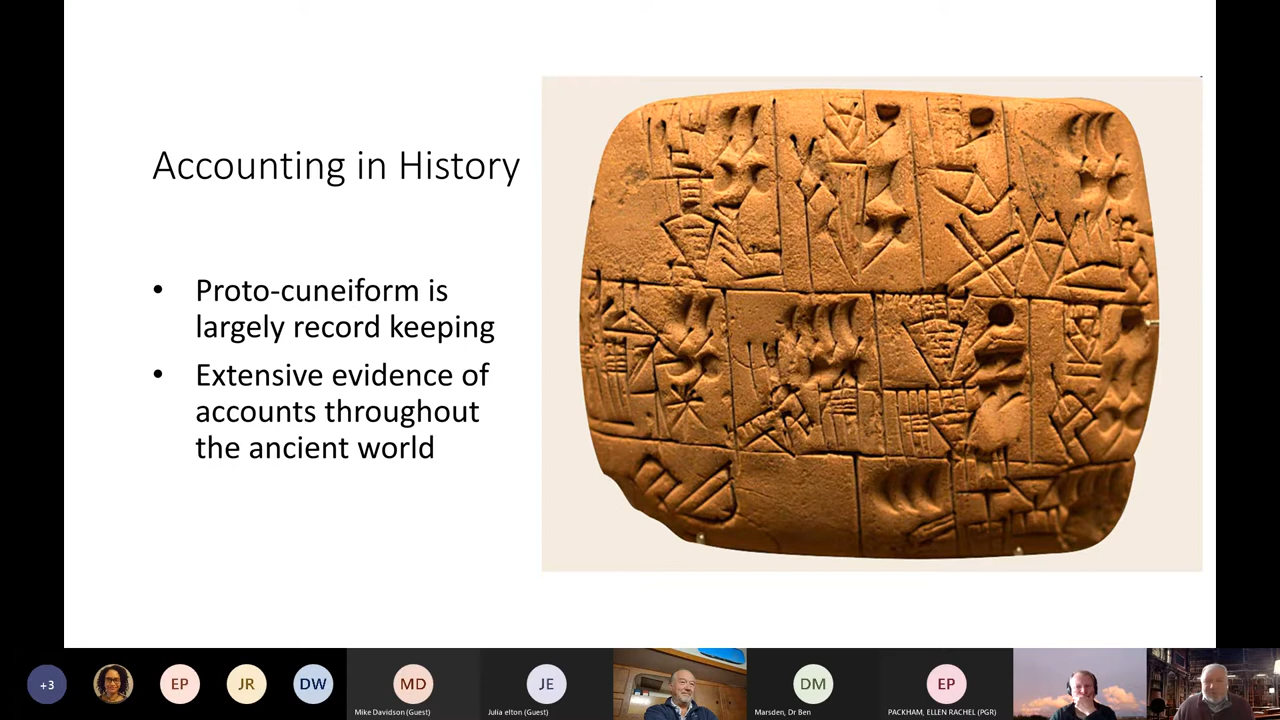 Accounting in History
• Proto-cuneiform is
largely record keeping
• Extensive evidence of
accounts throughout
the ancient world
+3
EP
JR
DW
MD
Mike Davidson (Guest)
JE
Julia elton (Guest)
DM
Marsden, Dr Ben
EP
PACKHAM, ELLEN RACHEL (PGR)